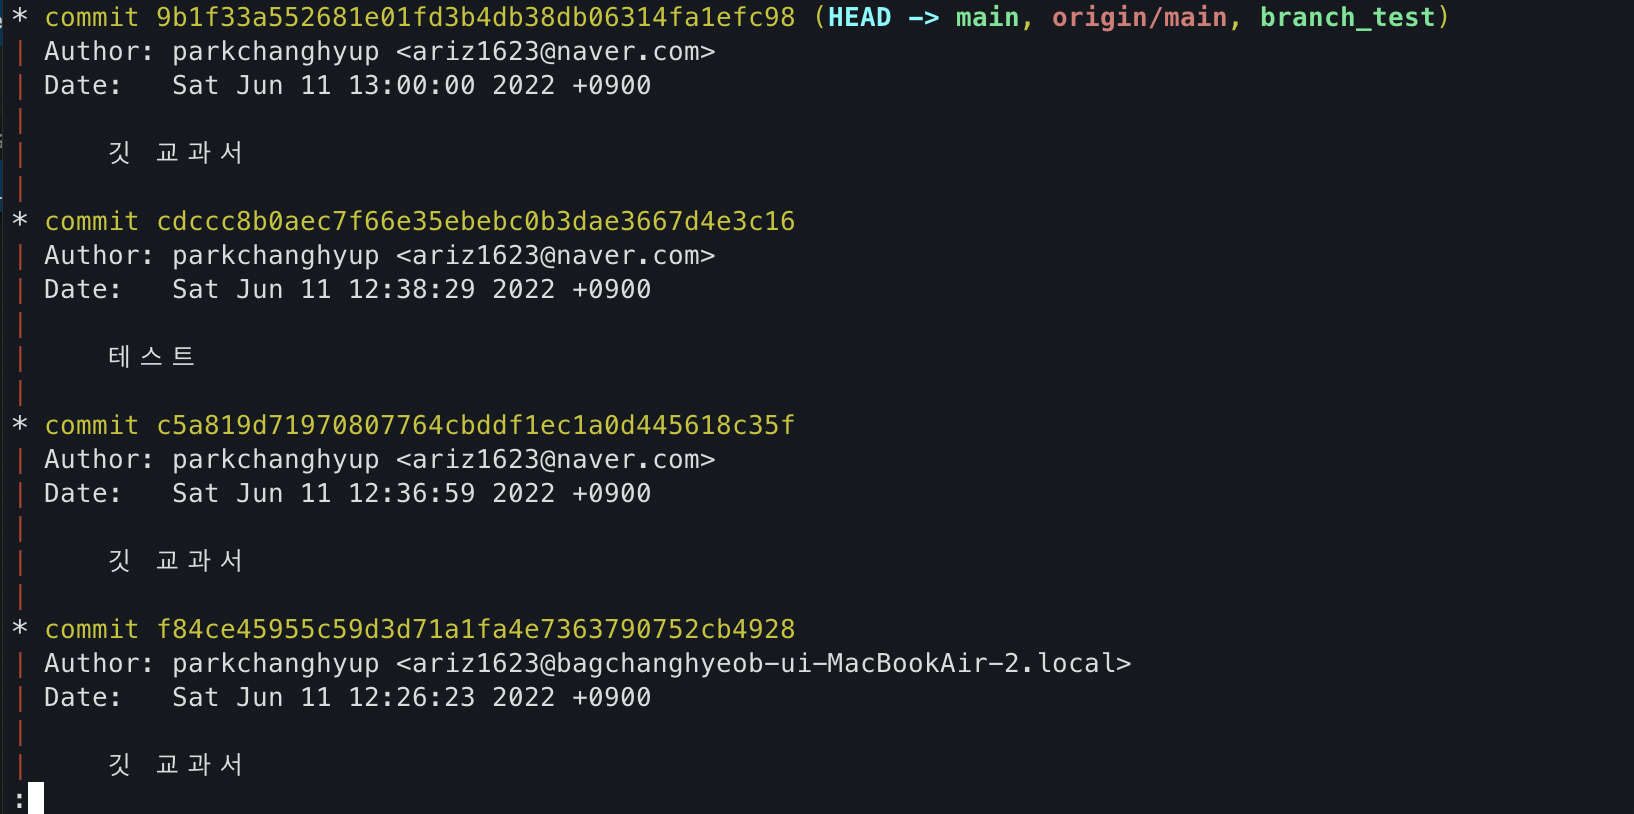 * commit 9b1f33a552681e01fd3b4db38db06314fa1efc98 (HEAD -> main, origin/main, branch_test)
| Author: parkchanghyup <ariz1623@naver.com>
| Date:   Sat Jun 11 13:00:00 2022 +0900
|
|     깃 교과서
|
* commit cdccc8b0aec7f66e35ebebc0b3dae3667d4e3c16
| Author: parkchanghyup <ariz1623@naver.com>
| Date:   Sat Jun 11 12:38:29 2022 +0900
|
|     테스트
|
* commit c5a819d71970807764cbddf1ec1a0d445618c35f
| Author: parkchanghyup <ariz1623@naver.com>
| Date:   Sat Jun 11 12:36:59 2022 +0900
|
|     깃 교과서
|
* commit f84ce45955c59d3d71a1fa4e7363790752cb4928
| Author: parkchanghyup <ariz1623@bagchanghyeob-ui-MacBookAir-2.local>
| Date:   Sat Jun 11 12:26:23 2022 +0900
|
|     깃 교과서
: